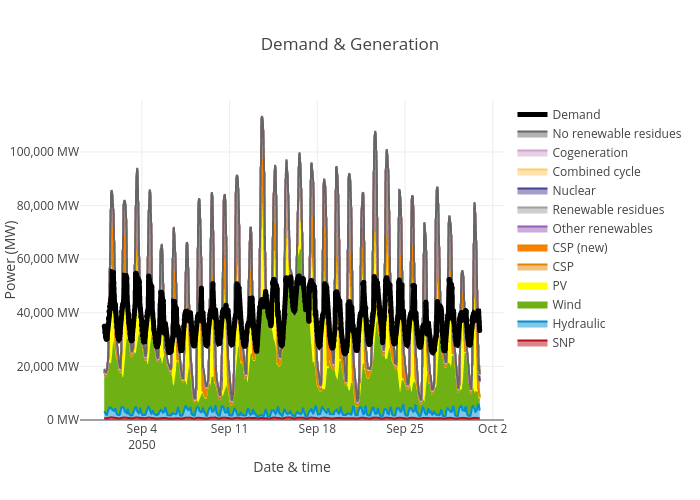 Demand & Generation
100,000 MW
80,000 MW
60,000 MW
40,000 MW
20,000 MW
0 MW
Power (MW)
Sep 4
2050
Sep 11
Sep 18
Sep 25
Oct 2
Date & time
Demand
No renewable residues
Cogeneration
Combined cycle
Nuclear
Renewable residues
Other renewables
CSP (new)
CSP
PV
Wind
Hydraulic
SNP